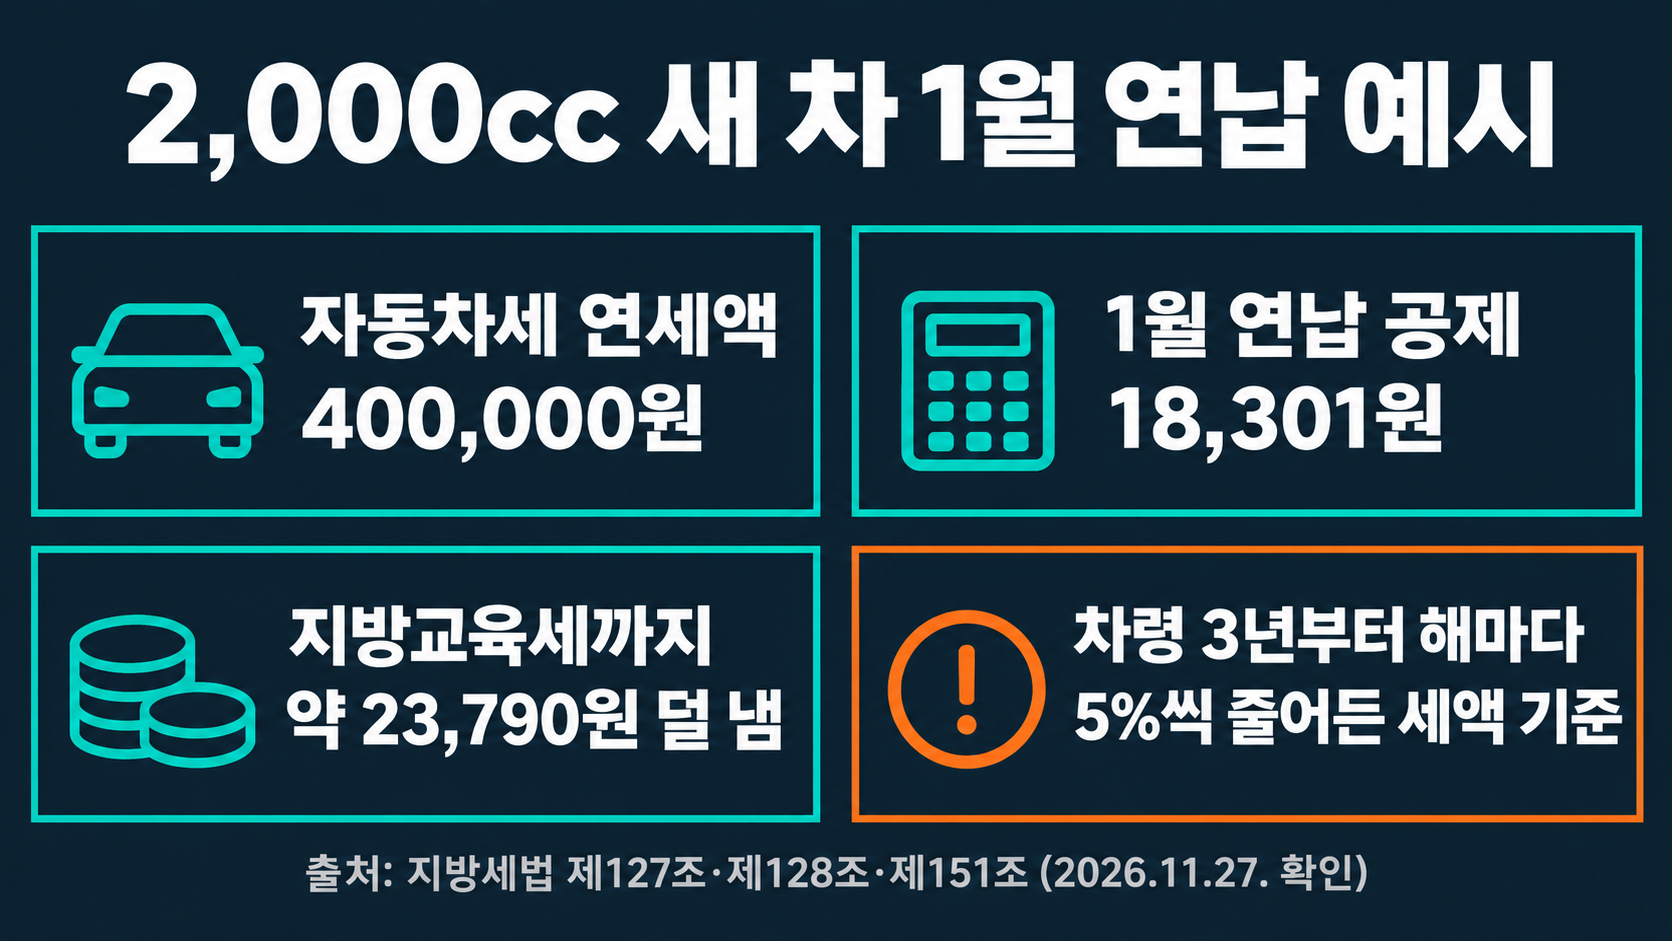 2,000cc 새 차 1월 연납 예시
자동차세 연세액
400,000원
1월 연납 공제
18,301원
지방교육세까지
약 23,790원 덜 냄
차령 3년부터 해마다
5%씩 줄어든 세액 기준
출처: 지방세법 제127조·제128조·제151조 (2026.11.27. 확인)